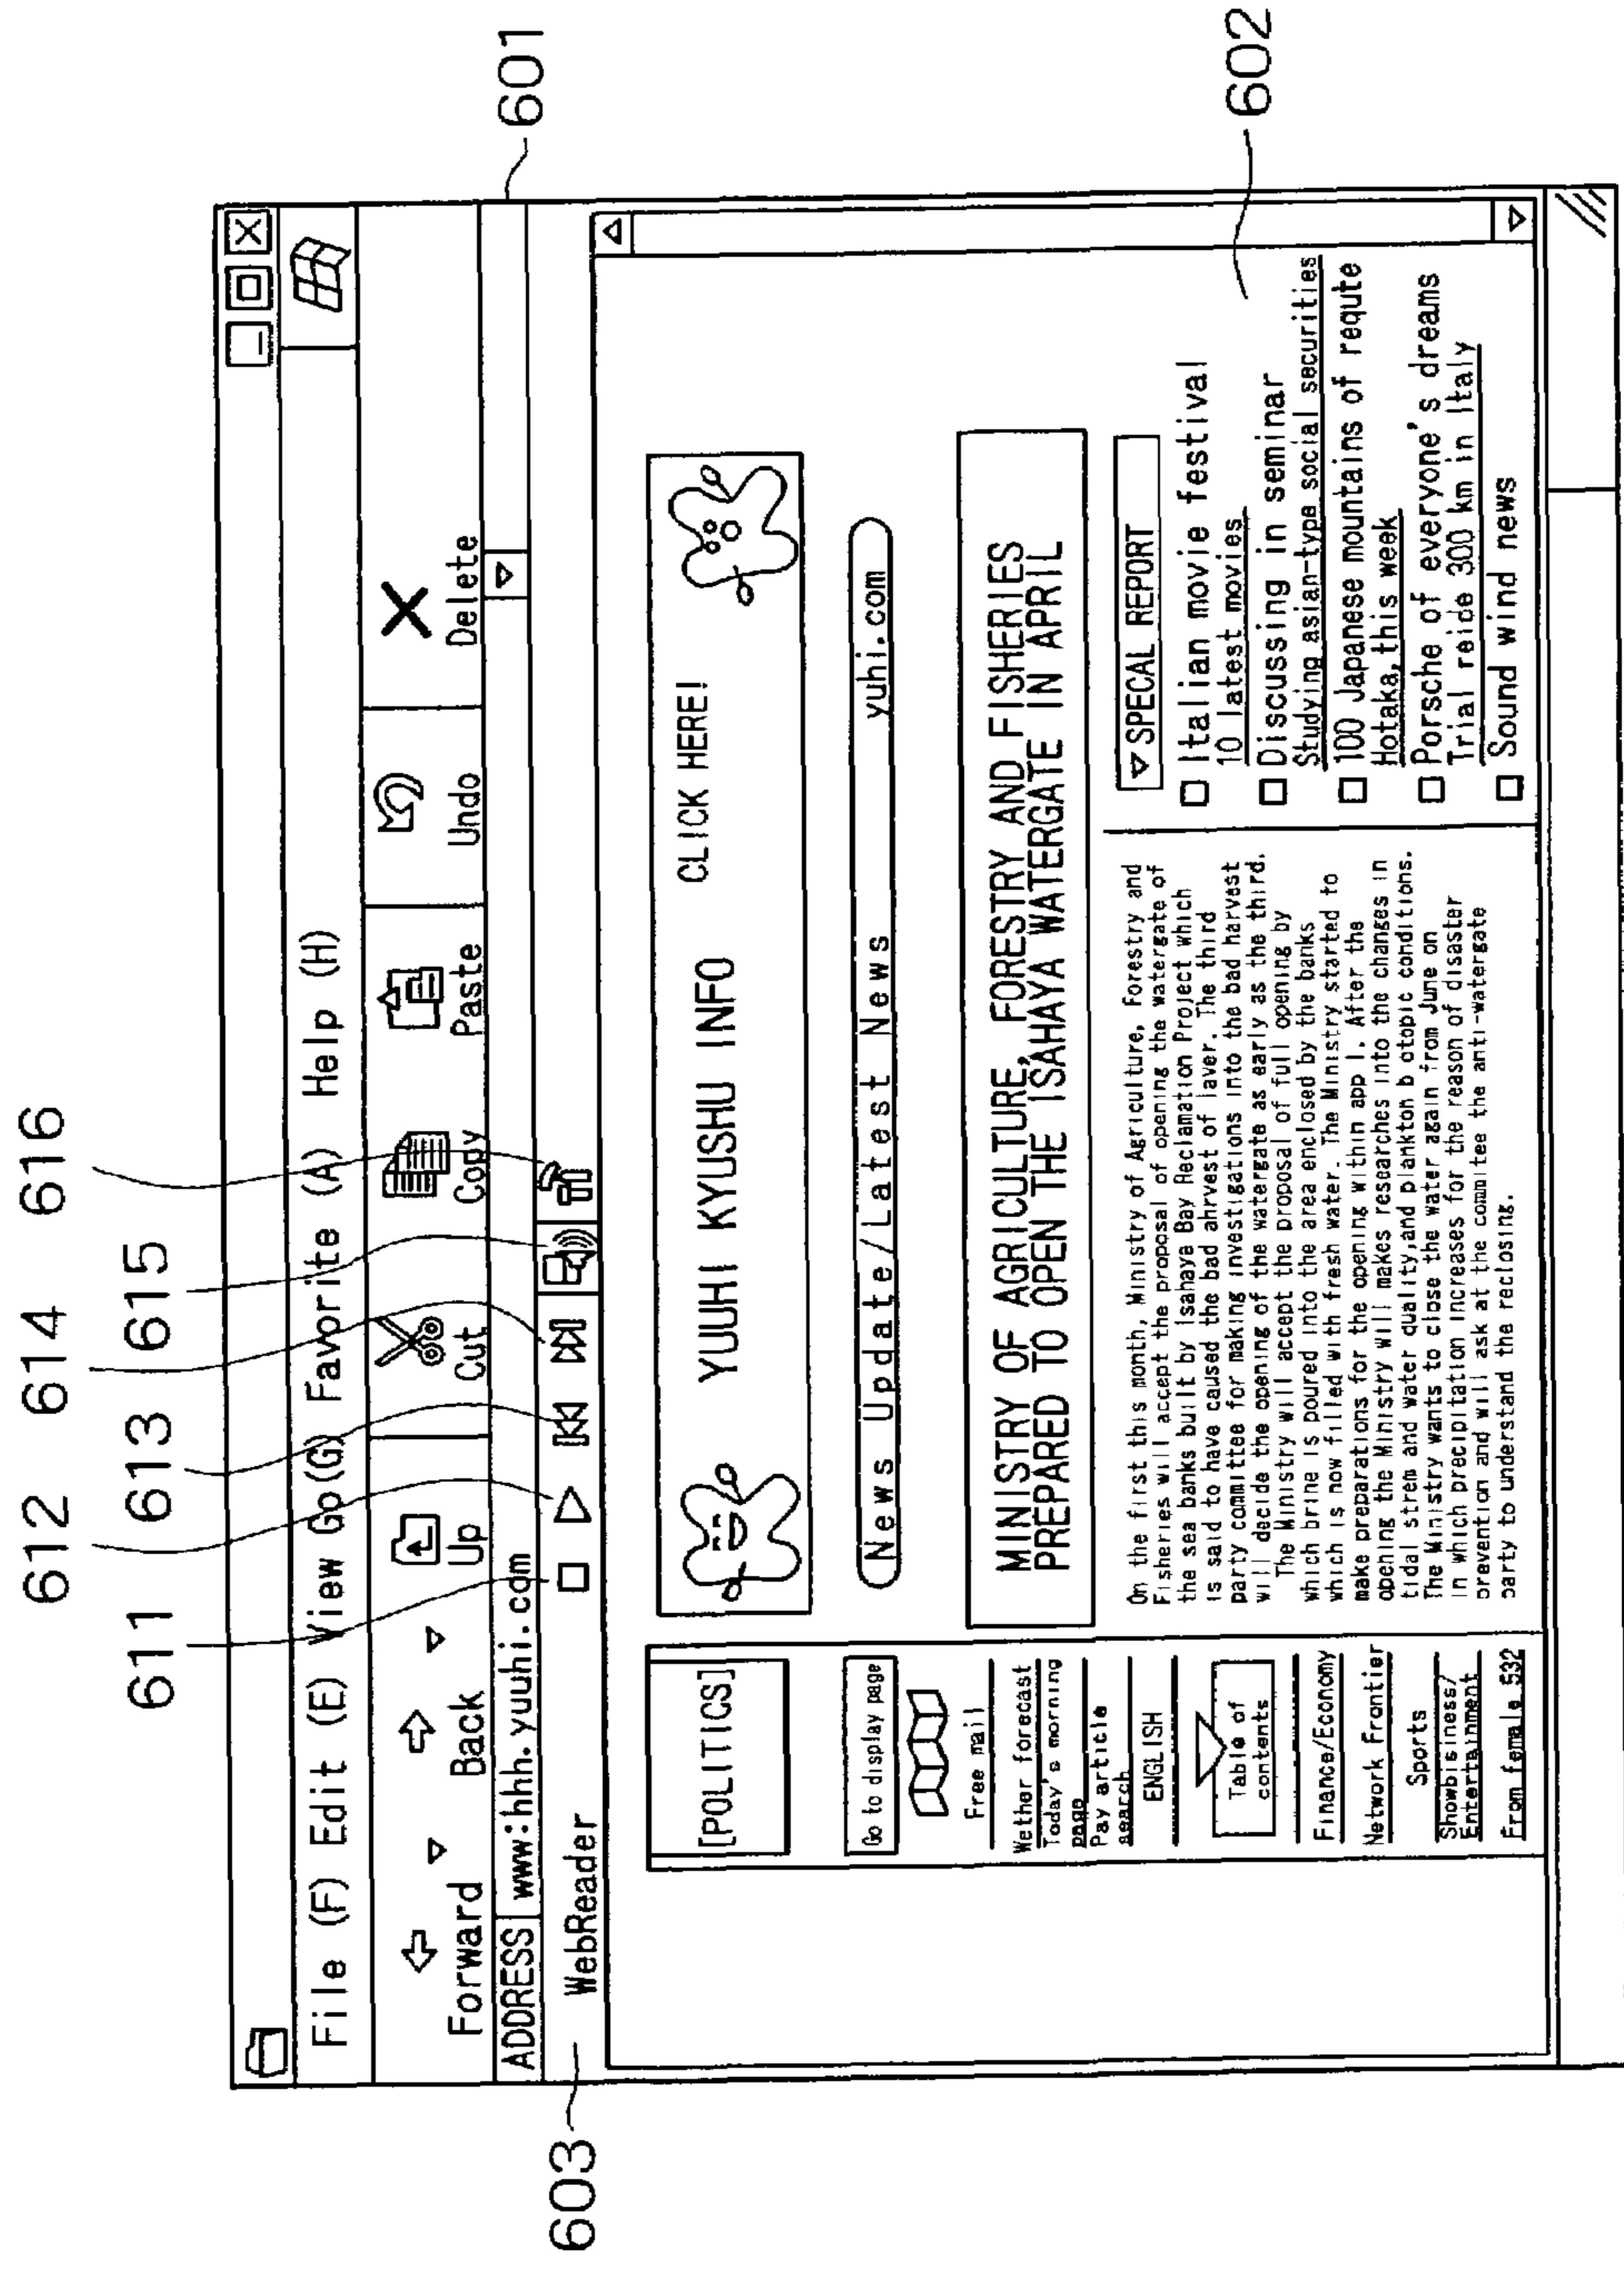 612 614 616
611 613 615
File (F) Edit (E) View Go(G) Favorite (A) Help (H)
Forward Back Up Cut Copy Paste Undo Delete
ADDRESS www:hhh.yuuhi.com
601
603
WebReader
[POLITICS]
Go to display page
Free mail
Wether forecast
Today's morning
page
Pay article
search
ENGLISH
Table of
contents
Finance/Economy
Network Frontier
Sports
Showbisiness/
Entertainment
From female 532
YUUHI KYUSHU INFO CLICK HERE!
News Update/Latest News yuhi.com
MINISTRY OF AGRICULTURE, FORESTRY AND FISHERIES
PREPARED TO OPEN THE ISAHAYA WATERGATE IN APRIL
On the first this month, Ministry of Agriculture, Forestry and
Fisheries will accept the proposal of opening the watergate of
the sea banks built by Isahaye Bay Reclamation Project which
is said to have caused the bad ahrvest of laver. The third
party committee for making investigations into the bad harvest
will decide the opening of the watergate as early as the third.
The Ministry will accept the proposal of full opening by
which brine is poured into the area enclosed by the banks
which is now filled with fresh water. The Ministry started to
make preparations for the opening within app l. After the
opening the Ministry will makes researches into the changes in
tidal strem and water quality,and plankton b otopic conditions.
The Ministry wants to close the water again from June on
in which precipitation increases for the reason of disaster
prevention and will ask at the commitee the anti-watergate
party to understand the reclosing.
SPECAL REPORT
Italian movie festival
10 latest movies
Discussing in seminar
Studying asian-type social securities
100 Japanese mountains of requte
Hotaka,this week
Porsche of everyone's dreams
Trial reide 300 km in Italy
Sound wind news
602